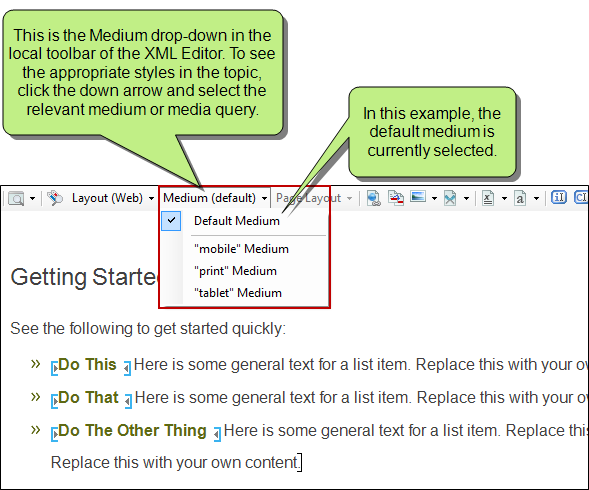 This is the Medium drop-down in the
local toolbar of the XML Editor. To see
the appropriate styles in the topic,
click the down arrow and select the
relevant medium or media query.
In this example, the
default medium is
currently selected.
Layout (Web) Medium (default) Page Layout
Default Medium
"mobile" Medium
"print" Medium
"tablet" Medium
Getting Started
See the following to get started quickly:
» Do This Here is some general text for a list item. Replace this with your ow
» Do That Here is some general text for a list item. Replace this with your ow
» Do The Other Thing Here is some general text for a list item. Replace this
Replace this with your own content.